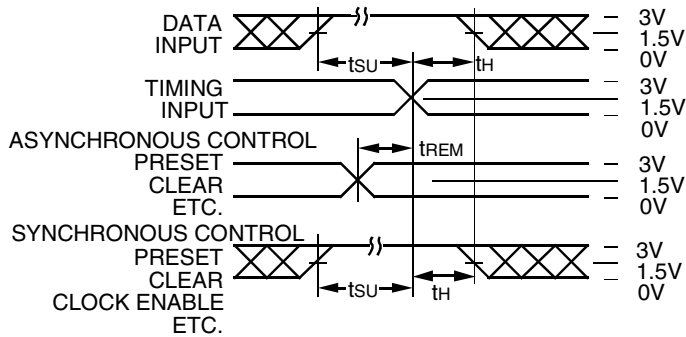 DATA
INPUT
3V
1.5V
0V
tSU
tH
TIMING
INPUT
3V
1.5V
0V
ASYNCHRONOUS CONTROL
PRESET
CLEAR
ETC.
tREM
3V
1.5V
0V
SYNCHRONOUS CONTROL
PRESET
CLEAR
CLOCK ENABLE
ETC.
tSU
tH
3V
1.5V
0V